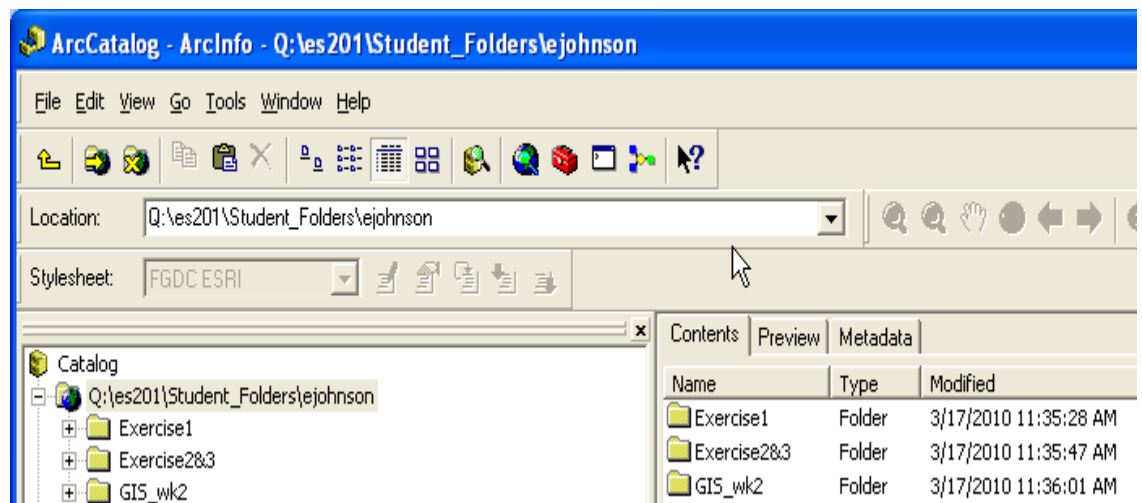 ArcCatalog - ArcInfo - Q:\es201\Student_Folders\ejohnson
File Edit View Go Tools Window Help
Location: Q:\es201\Student_Folders\ejohnson
Stylesheet: FGDC ESRI
Catalog
Q:\es201\Student_Folders\ejohnson
Exercise1
Exercise2&3
GIS_wk2
Contents Preview Metadata
Name Type Modified
Exercise1 Folder 3/17/2010 11:35:28 AM
Exercise2&3 Folder 3/17/2010 11:35:47 AM
GIS_wk2 Folder 3/17/2010 11:36:01 AM